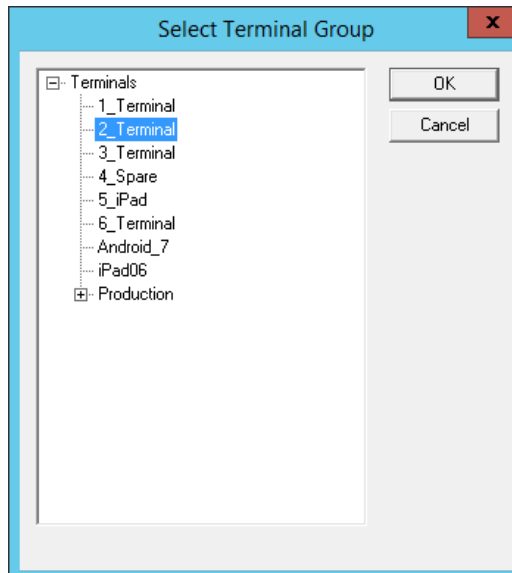 Select Terminal Group
x
Terminals
OK
1_Terminal
2_Terminal
Cancel
3_Terminal
4_Spare
5_iPad
6_Terminal
Android_7
iPad06
Production